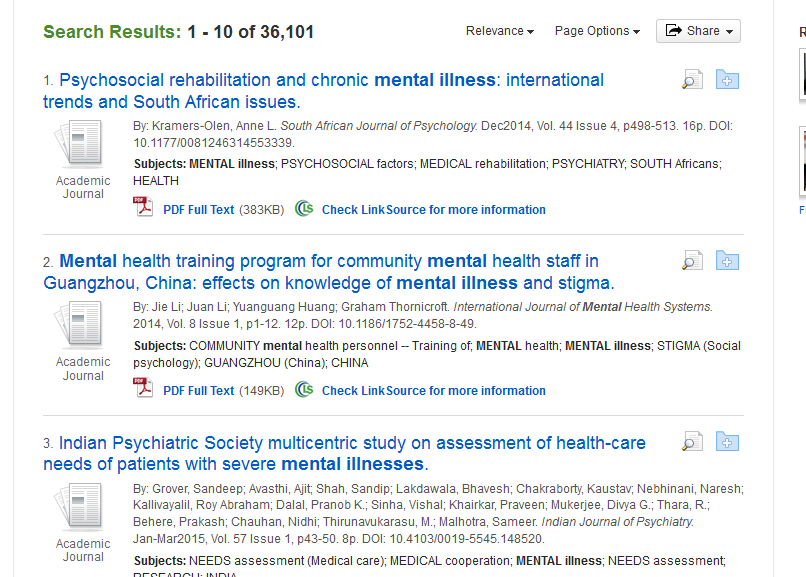 Search Results: 1 - 10 of 36,101
Relevance Page Options Share
1. Psychosocial rehabilitation and chronic mental illness: international
trends and South African issues.
By: Kramers-Olen, Anne L. South African Journal of Psychology. Dec2014, Vol. 44 Issue 4, p498-513. 16p. DOI:
10.1177/0081246314553339.
Subjects: MENTAL illness; PSYCHOSOCIAL factors; MEDICAL rehabilitation; PSYCHIATRY; SOUTH Africans;
HEALTH
Academic
Journal
PDF Full Text (383KB) Check LinkSource for more information
2. Mental health training program for community mental health staff in
Guangzhou, China: effects on knowledge of mental illness and stigma.
By: Jie Li; Juan Li; Yuanguang Huang; Graham Thornicroft. International Journal of Mental Health Systems.
2014, Vol. 8 Issue 1, p1-12. 12p. DOI: 10.1186/1752-4458-8-49.
Subjects: COMMUNITY mental health personnel -- Training of; MENTAL health; MENTAL illness; STIGMA (Social
psychology); GUANGZHOU (China); CHINA
Academic
Journal
PDF Full Text (149KB) Check LinkSource for more information
3. Indian Psychiatric Society multicentric study on assessment of health-care
needs of patients with severe mental illnesses.
By: Grover, Sandeep; Avasthi, Ajit; Shah, Sandip; Lakdawala, Bhavesh; Chakraborty, Kaustav; Nebhinani, Naresh;
Kallivayalil, Roy Abraham; Dalal, Pranob K.; Sinha, Vishal; Khairkar, Praveen; Mukerjee, Divya G.; Thara, R.;
Behere, Prakash; Chauhan, Nidhi; Thirunavukarasu, M.; Malhotra, Sameer. Indian Journal of Psychiatry.
Jan-Mar2015, Vol. 57 Issue 1, p43-50. 8p. DOI: 10.4103/0019-5545.148520.
Academic
Journal
Subjects: NEEDS assessment (Medical care); MEDICAL cooperation; MENTAL illness; NEEDS assessment;
RESEARCH; INDIA